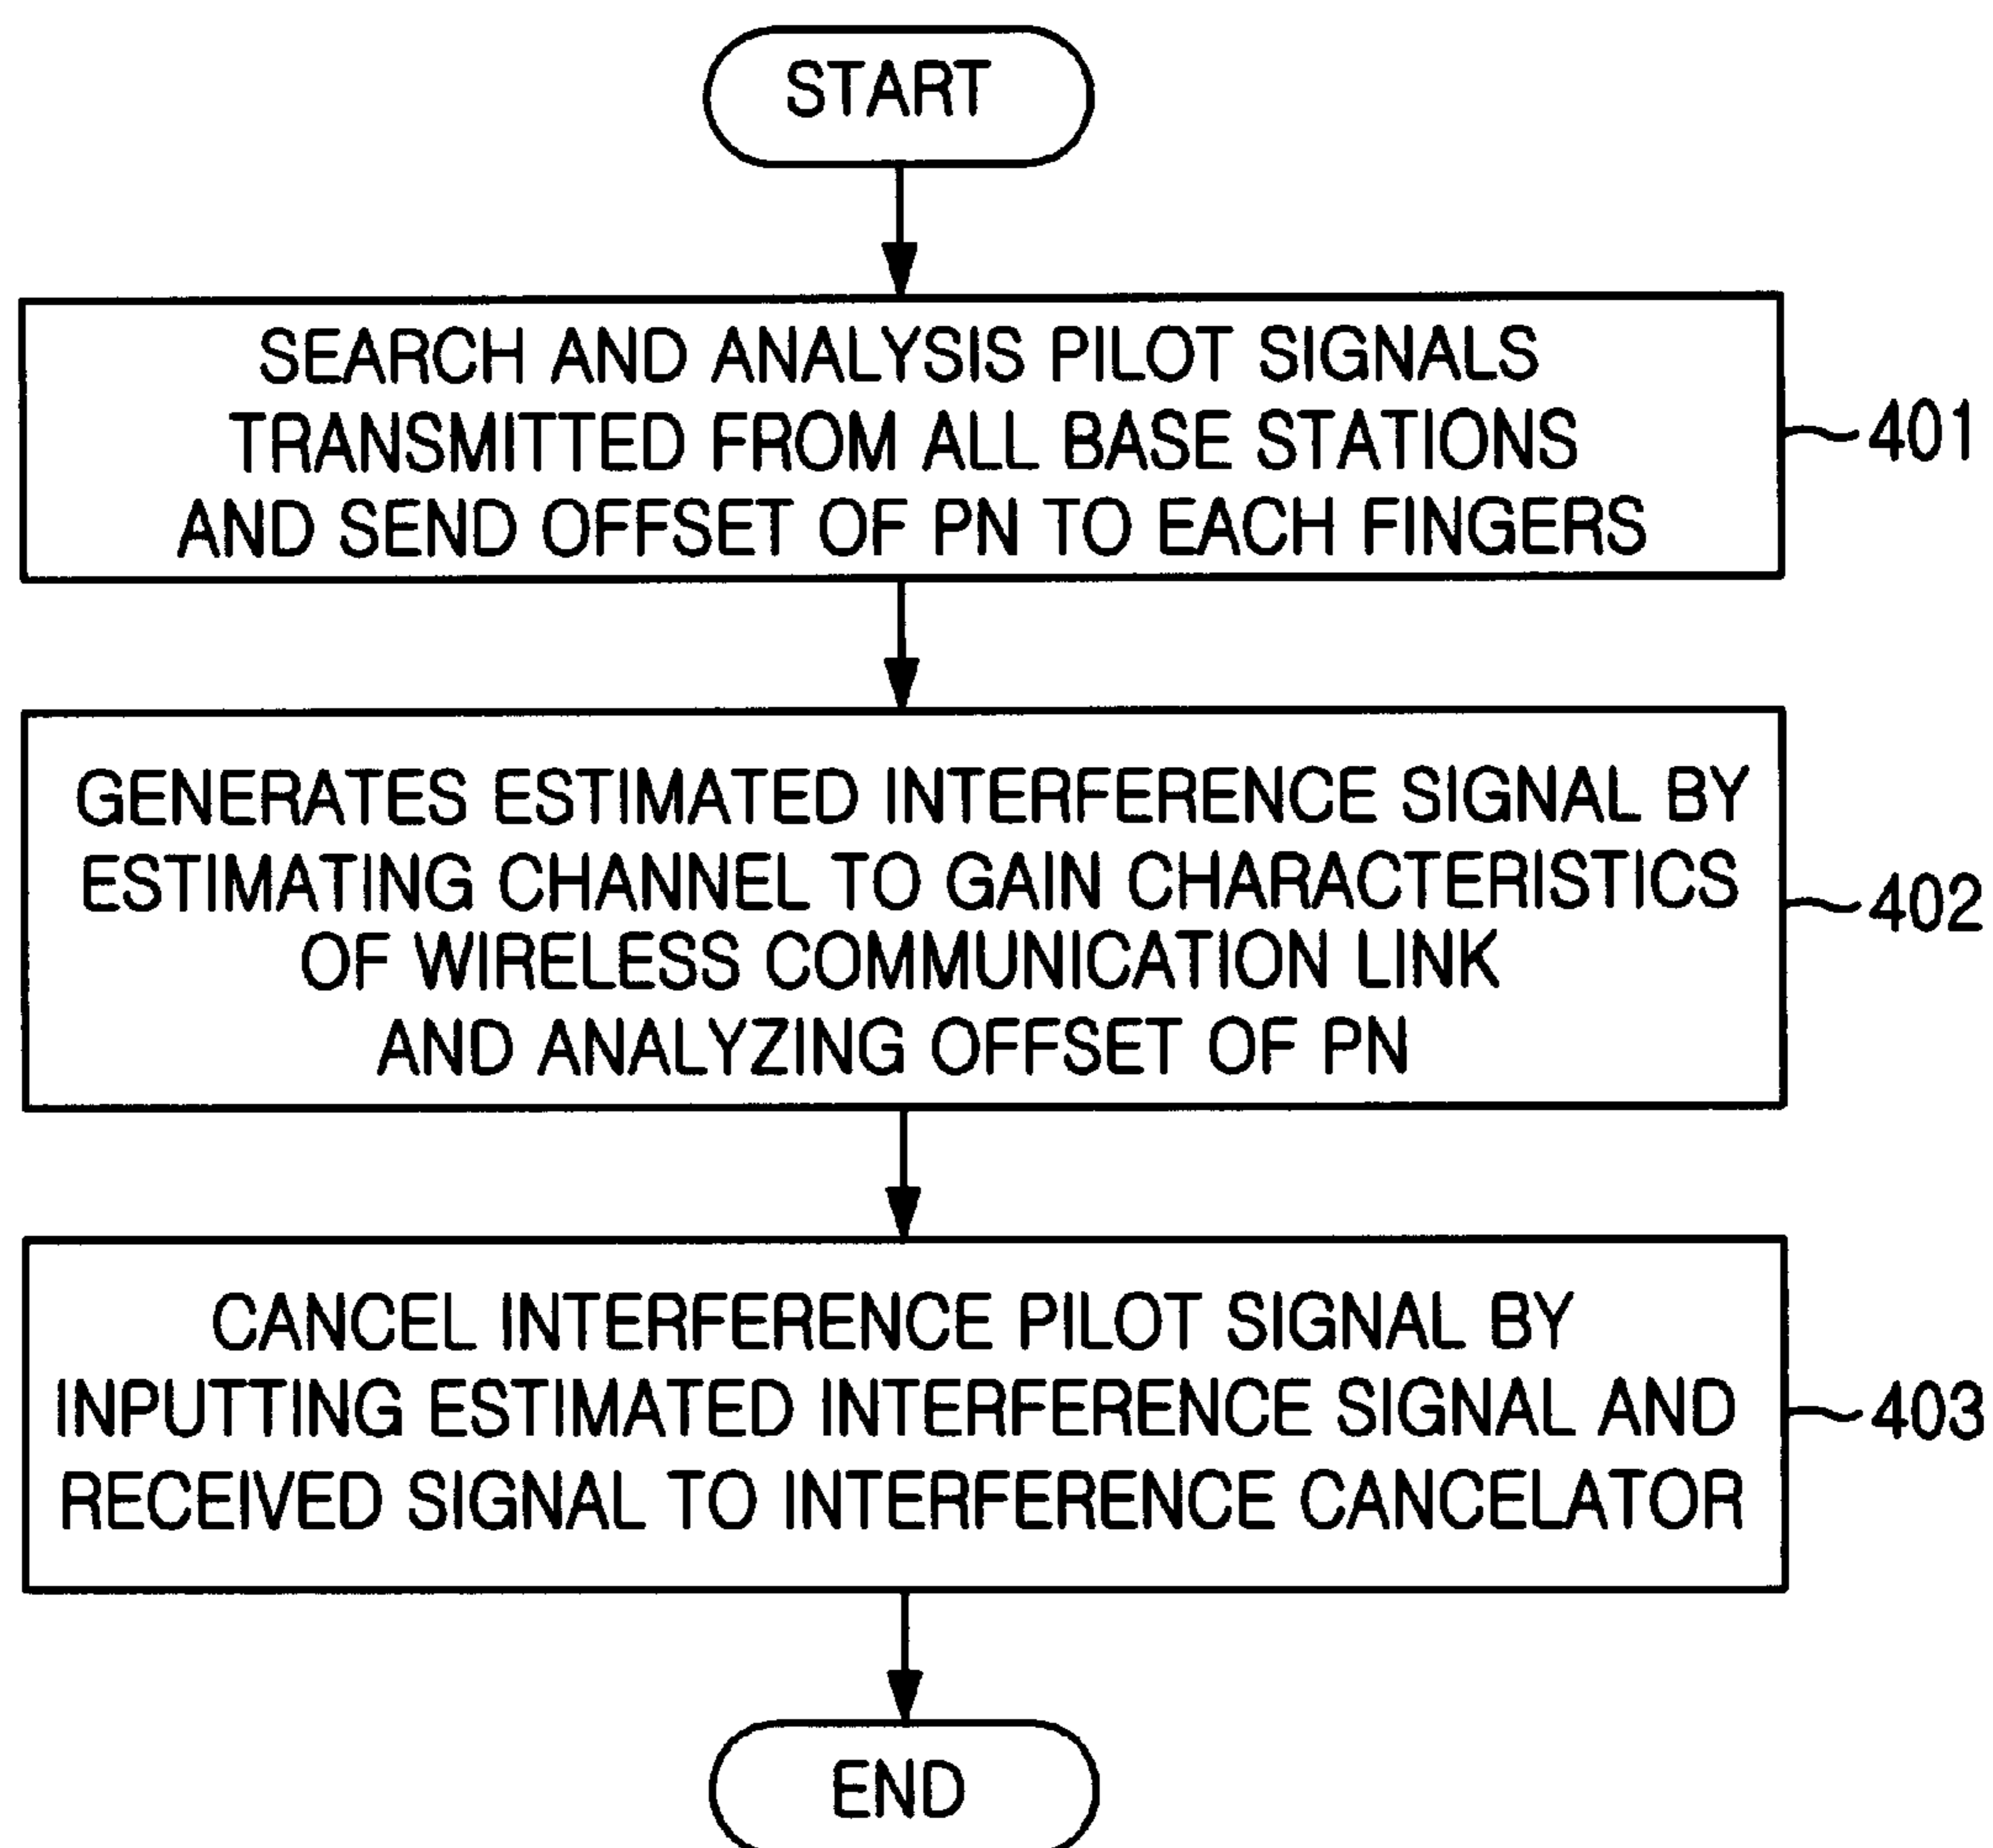 START
SEARCH AND ANALYSIS PILOT SIGNALS
TRANSMITTED FROM ALL BASE STATIONS
AND SEND OFFSET OF PN TO EACH FINGERS
401
GENERATES ESTIMATED INTERFERENCE SIGNAL BY
ESTIMATING CHANNEL TO GAIN CHARACTERISTICS
OF WIRELESS COMMUNICATION LINK
AND ANALYZING OFFSET OF PN
402
CANCEL INTERFERENCE PILOT SIGNAL BY
INPUTTING ESTIMATED INTERFERENCE SIGNAL AND
RECEIVED SIGNAL TO INTERFERENCE CANCELATOR
403
END